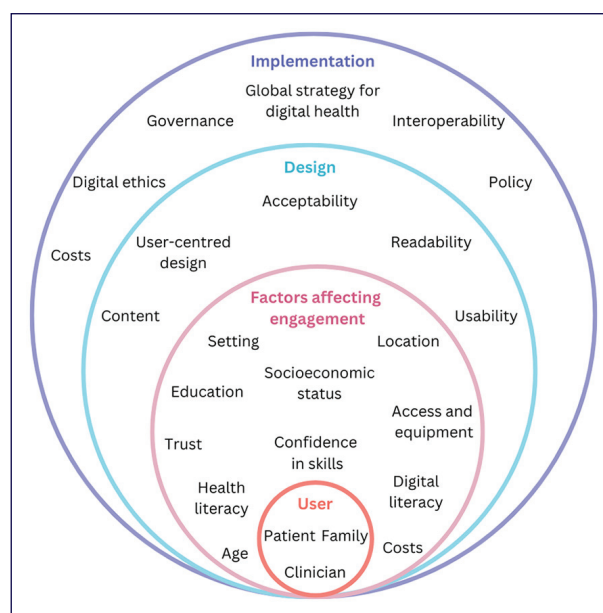 Implementation
Global strategy for
digital health
Governance
Interoperability
Digital ethics
Policy
Costs
Design
Acceptability
User-centred
design
Readability
Content
Usability
Factors affecting
engagement
Setting
Location
Socioeconomic
status
Education
Access and
equipment
Trust
Confidence
in skills
Health
literacy
Digital
literacy
Age
Costs
User
Patient Family
Clinician